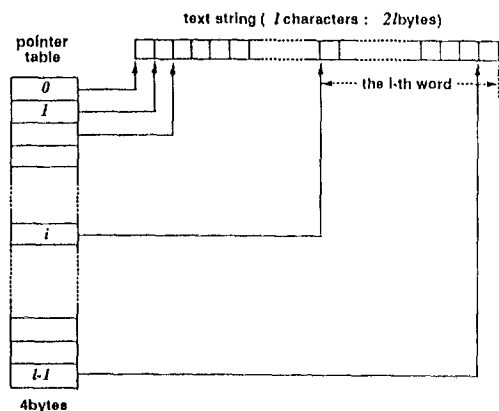 text string ( l characters : 2l bytes)
pointer
table
0
1
the i-th word
i
l-1
4bytes